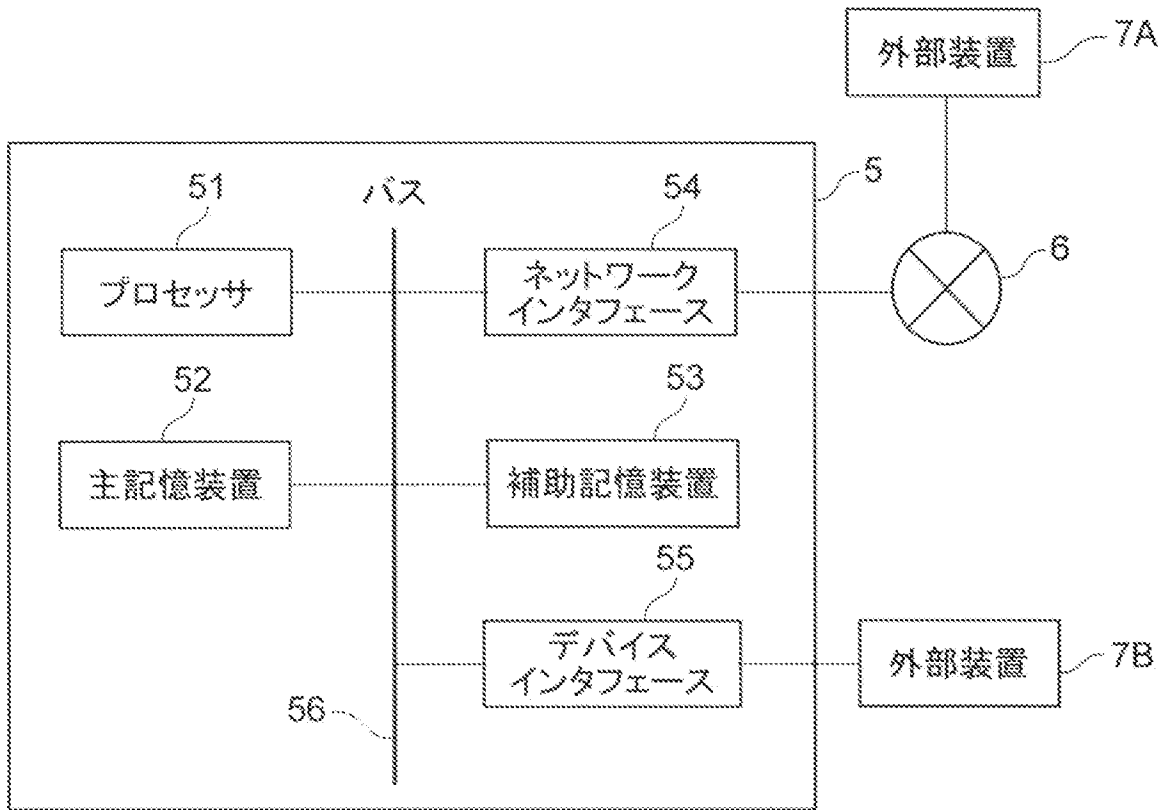 外部装置
7A
5
51
バス
54
プロセッサ
ネットワーク
インタフェース
6
52
53
主記憶装置
補助記憶装置
55
デバイス
インタフェース
外部装置
7B
56